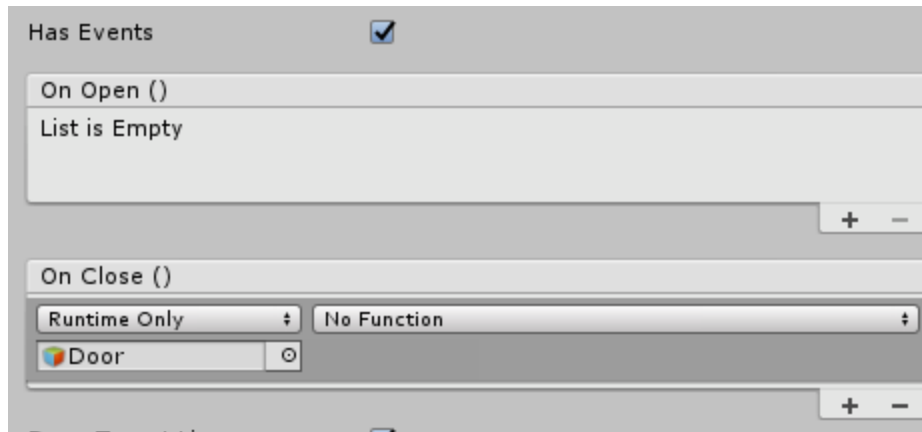 Has Events
On Open ()
List is Empty
+ −
On Close ()
Runtime Only No Function
Door
+ −